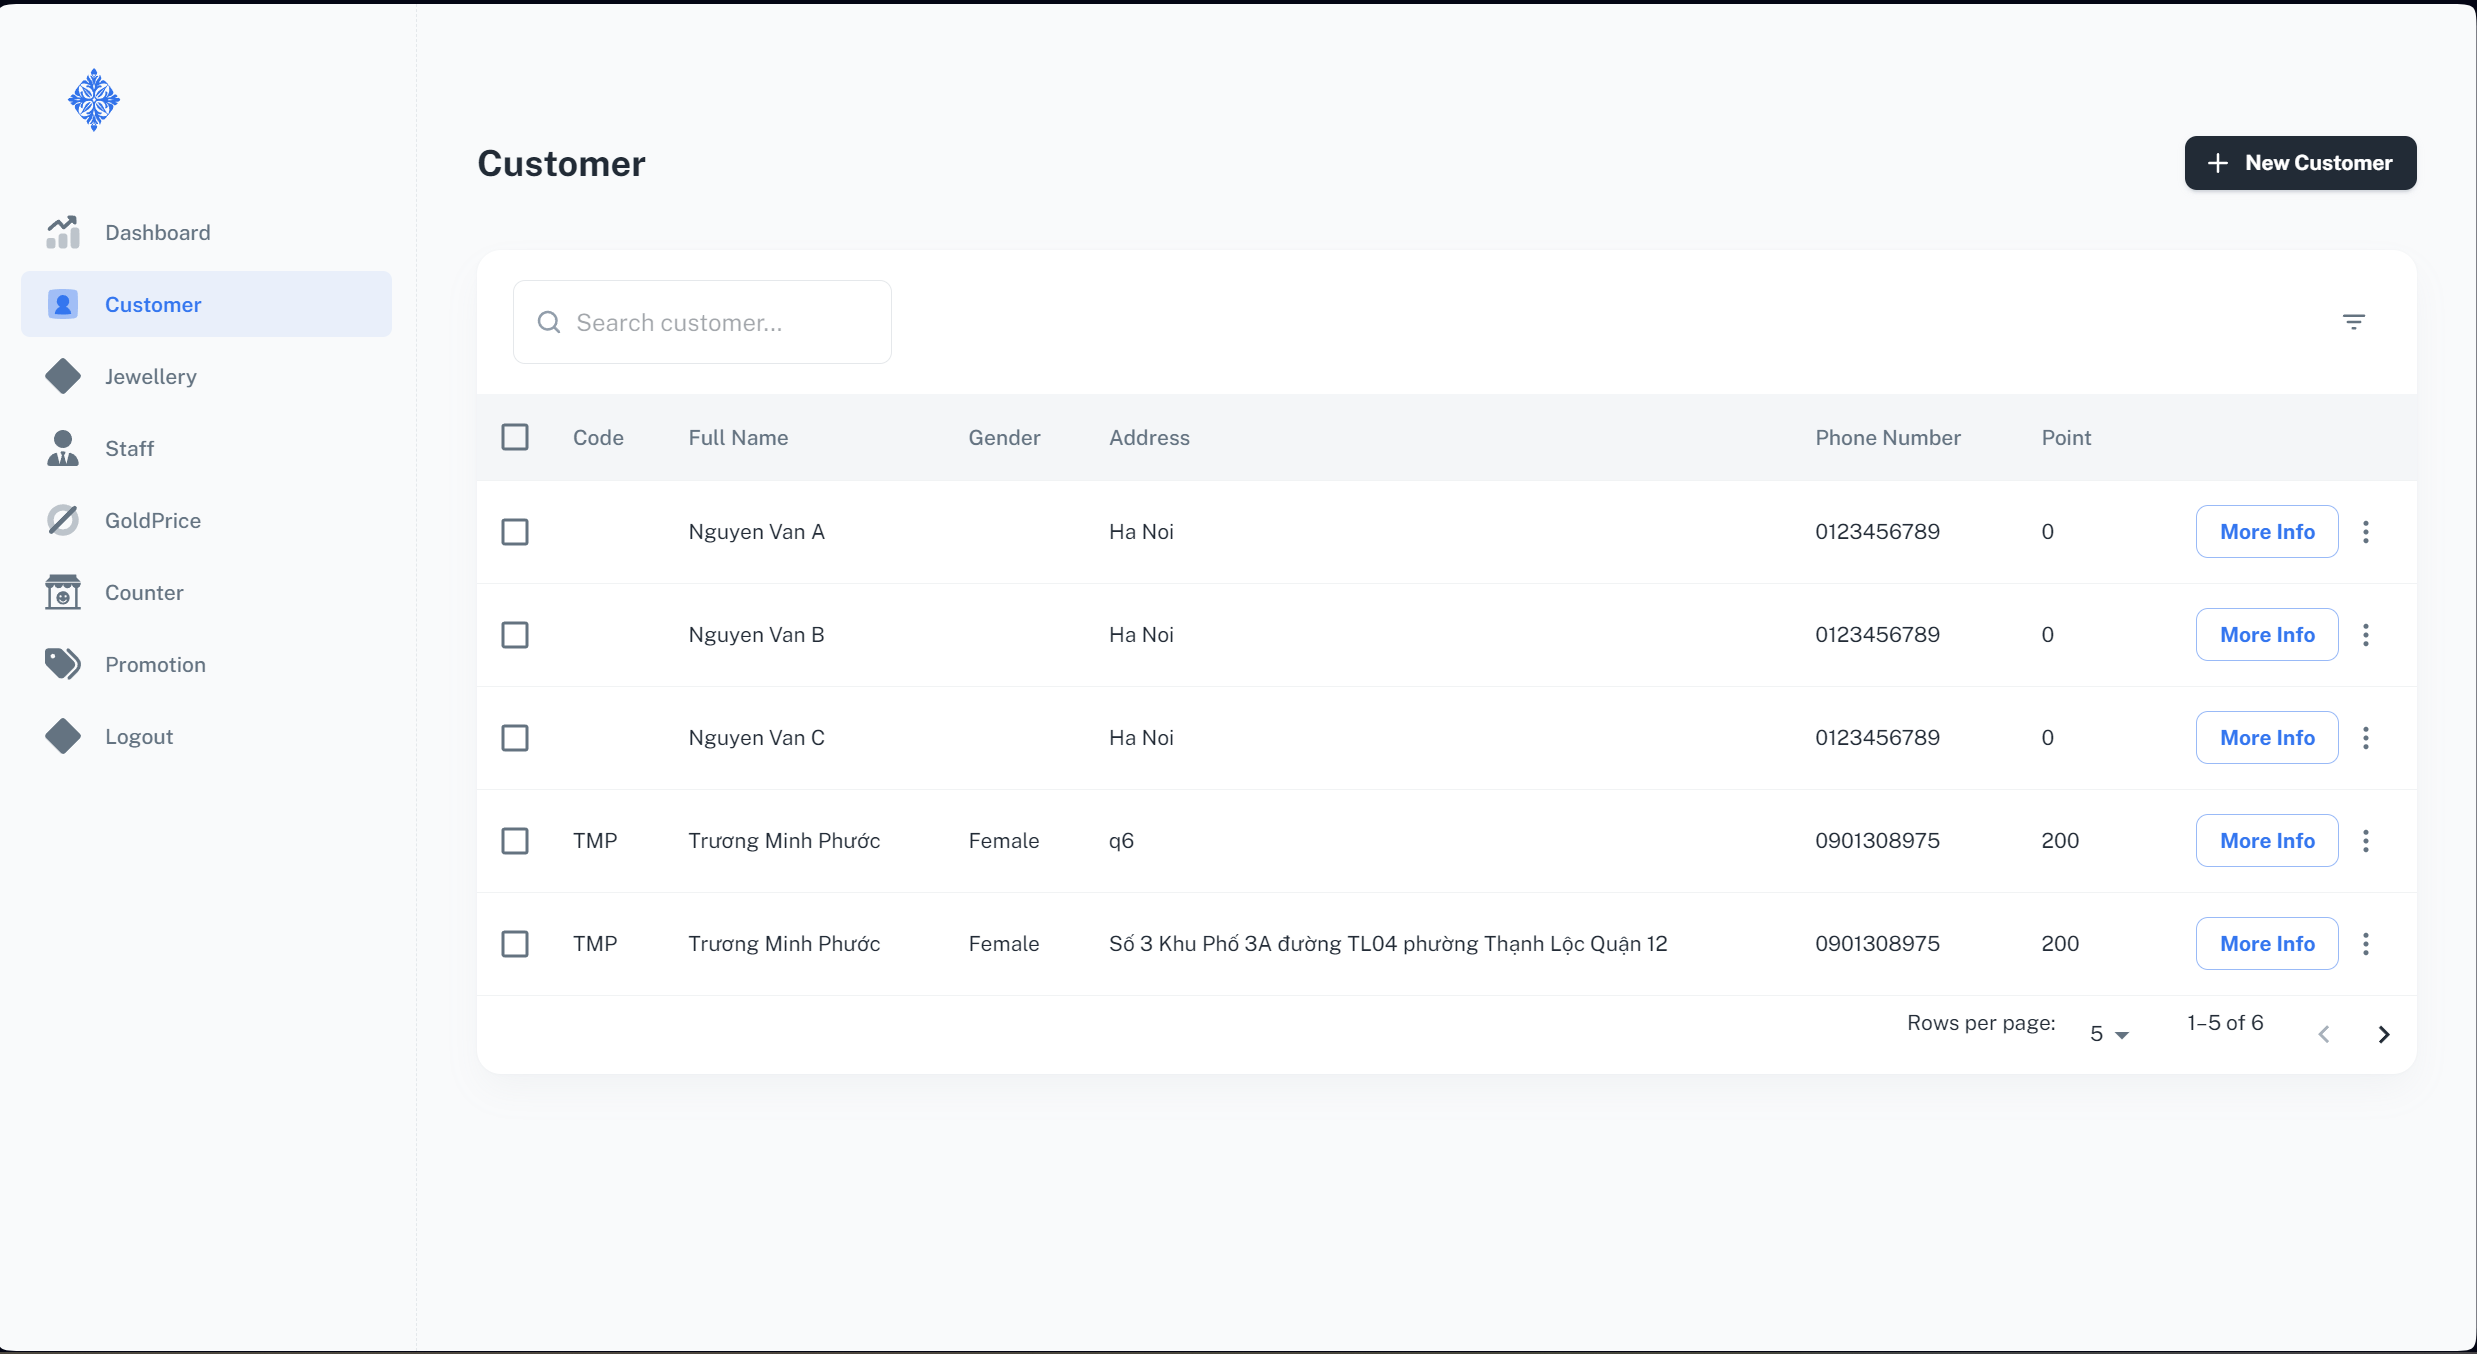 Dashboard
Customer
Jewellery
Staff
GoldPrice
Counter
Promotion
Logout
Customer
New Customer
Search customer...
Code Full Name Gender Address Phone Number Point
Nguyen Van A Ha Noi 0123456789 0 More Info
Nguyen Van B Ha Noi 0123456789 0 More Info
Nguyen Van C Ha Noi 0123456789 0 More Info
TMP Trương Minh Phước Female q6 0901308975 200 More Info
TMP Trương Minh Phước Female Số 3 Khu Phố 3A đường TL04 phường Thạnh Lộc Quận 12 0901308975 200 More Info
Rows per page: 5 1–5 of 6